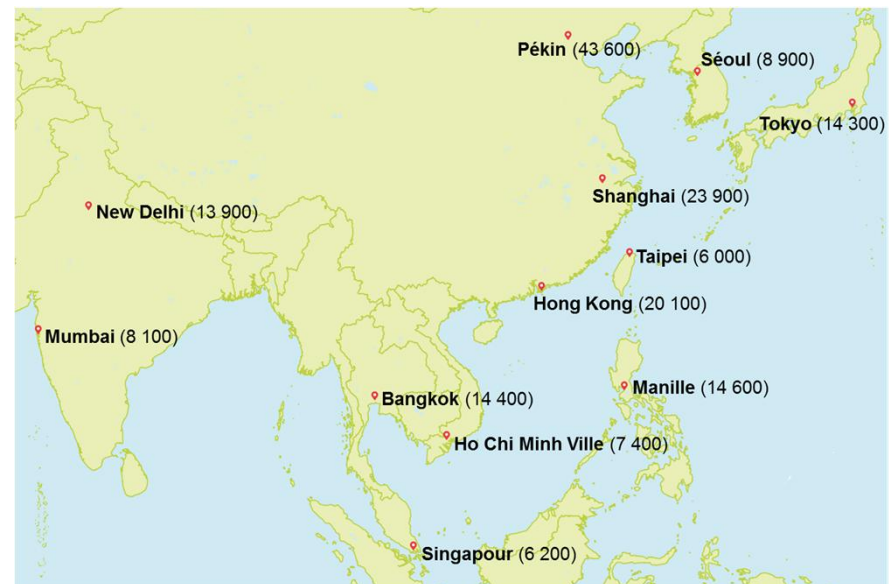 Pékin (43 600)
Séoul (8 900)
Tokyo (14 300)
Shanghai (23 900)
New Delhi (13 900)
Taipei (6 000)
Hong Kong (20 100)
Mumbai (8 100)
Manille (14 600)
Bangkok (14 400)
Ho Chi Minh Ville (7 400)
Singapour (6 200)